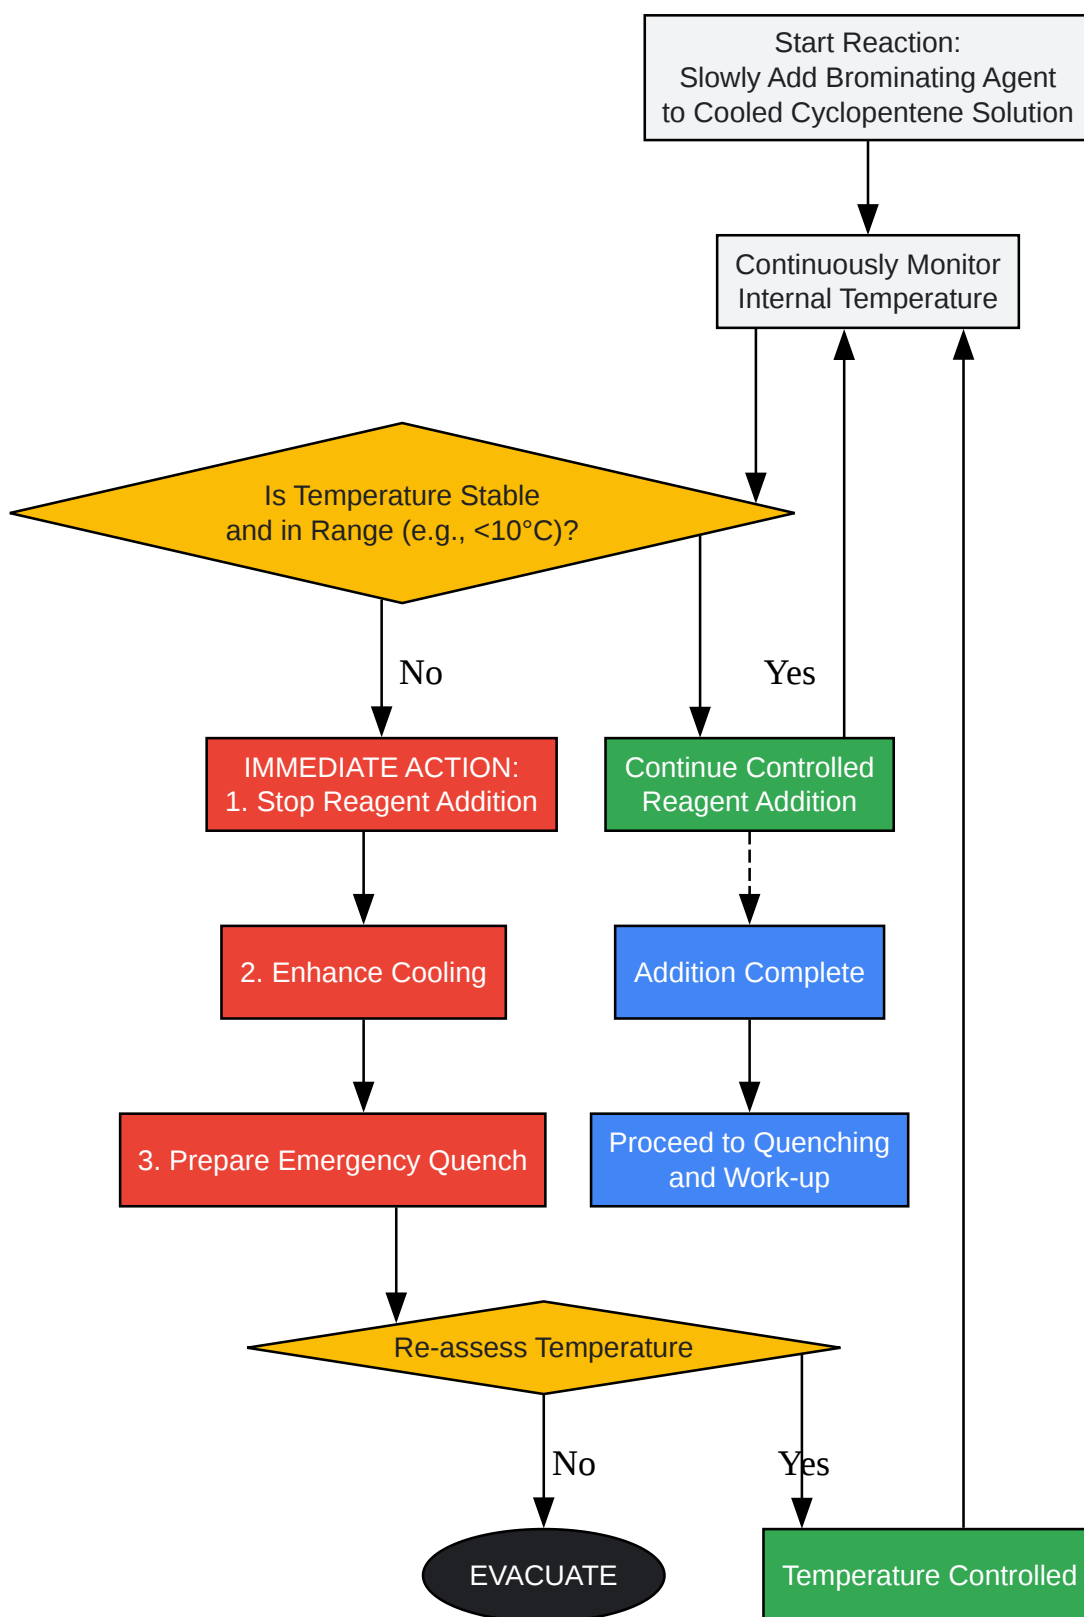 Start Reaction:
Slowly Add Brominating Agent
to Cooled Cyclopentene Solution
Continuously Monitor
Internal Temperature
Is Temperature Stable
and in Range (e.g., <10°C)?
No
Yes
IMMEDIATE ACTION:
1. Stop Reagent Addition
Continue Controlled
Reagent Addition
2. Enhance Cooling
Addition Complete
3. Prepare Emergency Quench
Proceed to Quenching
and Work-up
Re-assess Temperature
No
Yes
EVACUATE
Temperature Controlled